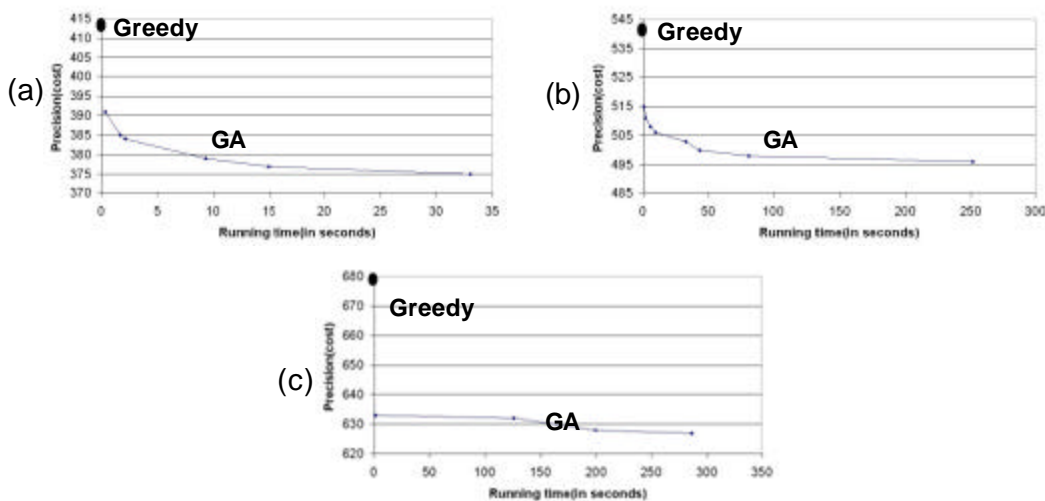 (a)
Precision(cost)
415
410
405
400
395
390
385
380
375
370
Greedy
GA
0 5 10 15 20 25 30 35
Running time(in seconds)
(b)
Precision(cost)
545
535
525
515
505
495
485
Greedy
GA
0 50 100 150 200 250 300
Running time(in seconds)
(c)
Precision(cost)
680
670
660
650
640
630
620
Greedy
GA
0 50 100 150 200 250 300 350
Running time(in seconds)